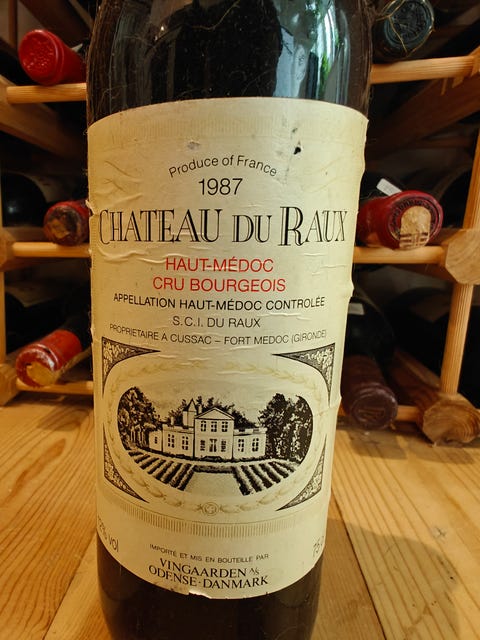 Produce of France
1987
CHATEAU DU RAUX
HAUT-MÉDOC
CRU BOURGEOIS
APPELLATION HAUT-MÉDOC CONTROLÉE
S.C.I. DU RAUX
PROPRIETAIRE A CUSSAC – FORT MEDOC (GIRONDE)
IMPORTÉ ET MIS EN BOUTEILLE PAR
VINGAARDEN A/S
ODENSE-DANMARK
% vol